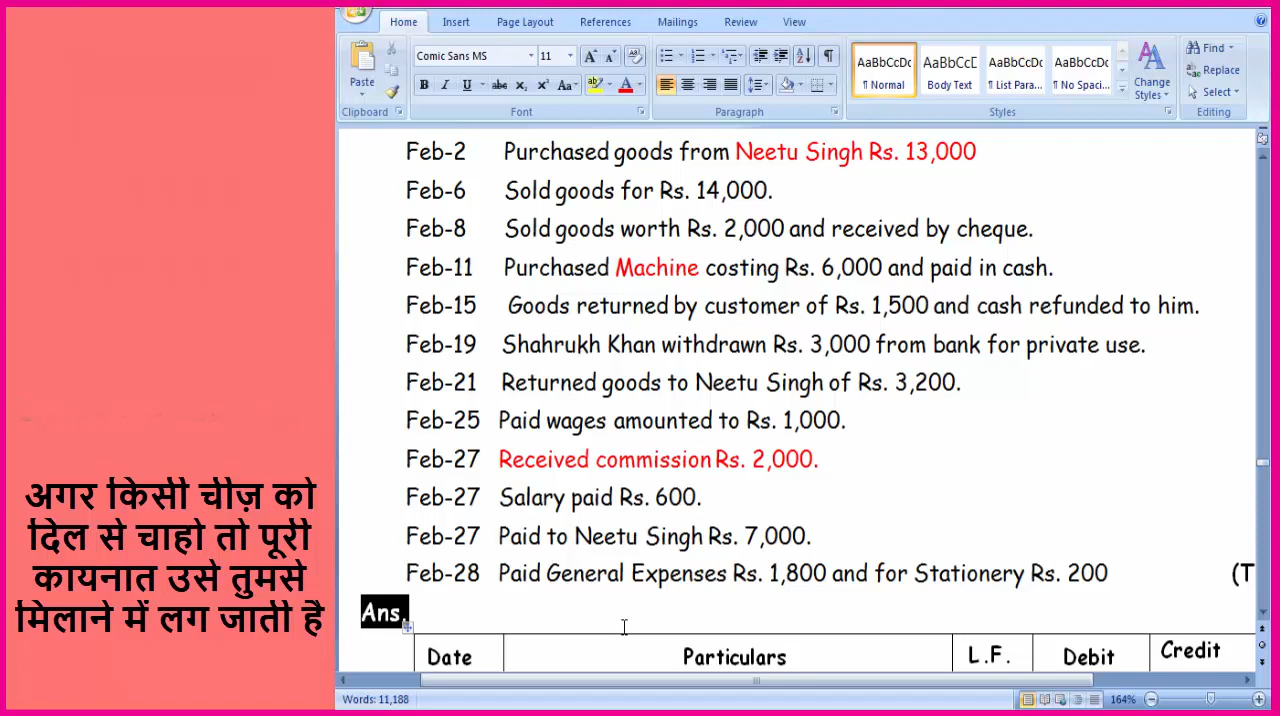 Home Insert Page Layout References Mailings Review View
Comic Sans MS 11
Paste
Find
Replace
Select
AaBbCcDc AaBbCcD AaBbCcDc AaBbCcDc
¶ Normal Body Text ¶ List Para... ¶ No Spaci...
Change
Styles
Clipboard Font Paragraph Styles Editing
Feb-2 Purchased goods from Neetu Singh Rs. 13,000
Feb-6 Sold goods for Rs. 14,000.
Feb-8 Sold goods worth Rs. 2,000 and received by cheque.
Feb-11 Purchased Machine costing Rs. 6,000 and paid in cash.
Feb-15 Goods returned by customer of Rs. 1,500 and cash refunded to him.
Feb-19 Shahrukh Khan withdrawn Rs. 3,000 from bank for private use.
Feb-21 Returned goods to Neetu Singh of Rs. 3,200.
Feb-25 Paid wages amounted to Rs. 1,000.
Feb-27 Received commission Rs. 2,000.
Feb-27 Salary paid Rs. 600.
Feb-27 Paid to Neetu Singh Rs. 7,000.
Feb-28 Paid General Expenses Rs. 1,800 and for Stationery Rs. 200 (T
Ans.
Date Particulars L.F. Debit Credit
Words: 11,188 164%
अगर किसी चीज़ को
दिल से चाहो तो पूरी
कायनात उसे तुमसे
मिलाने में लग जाती है